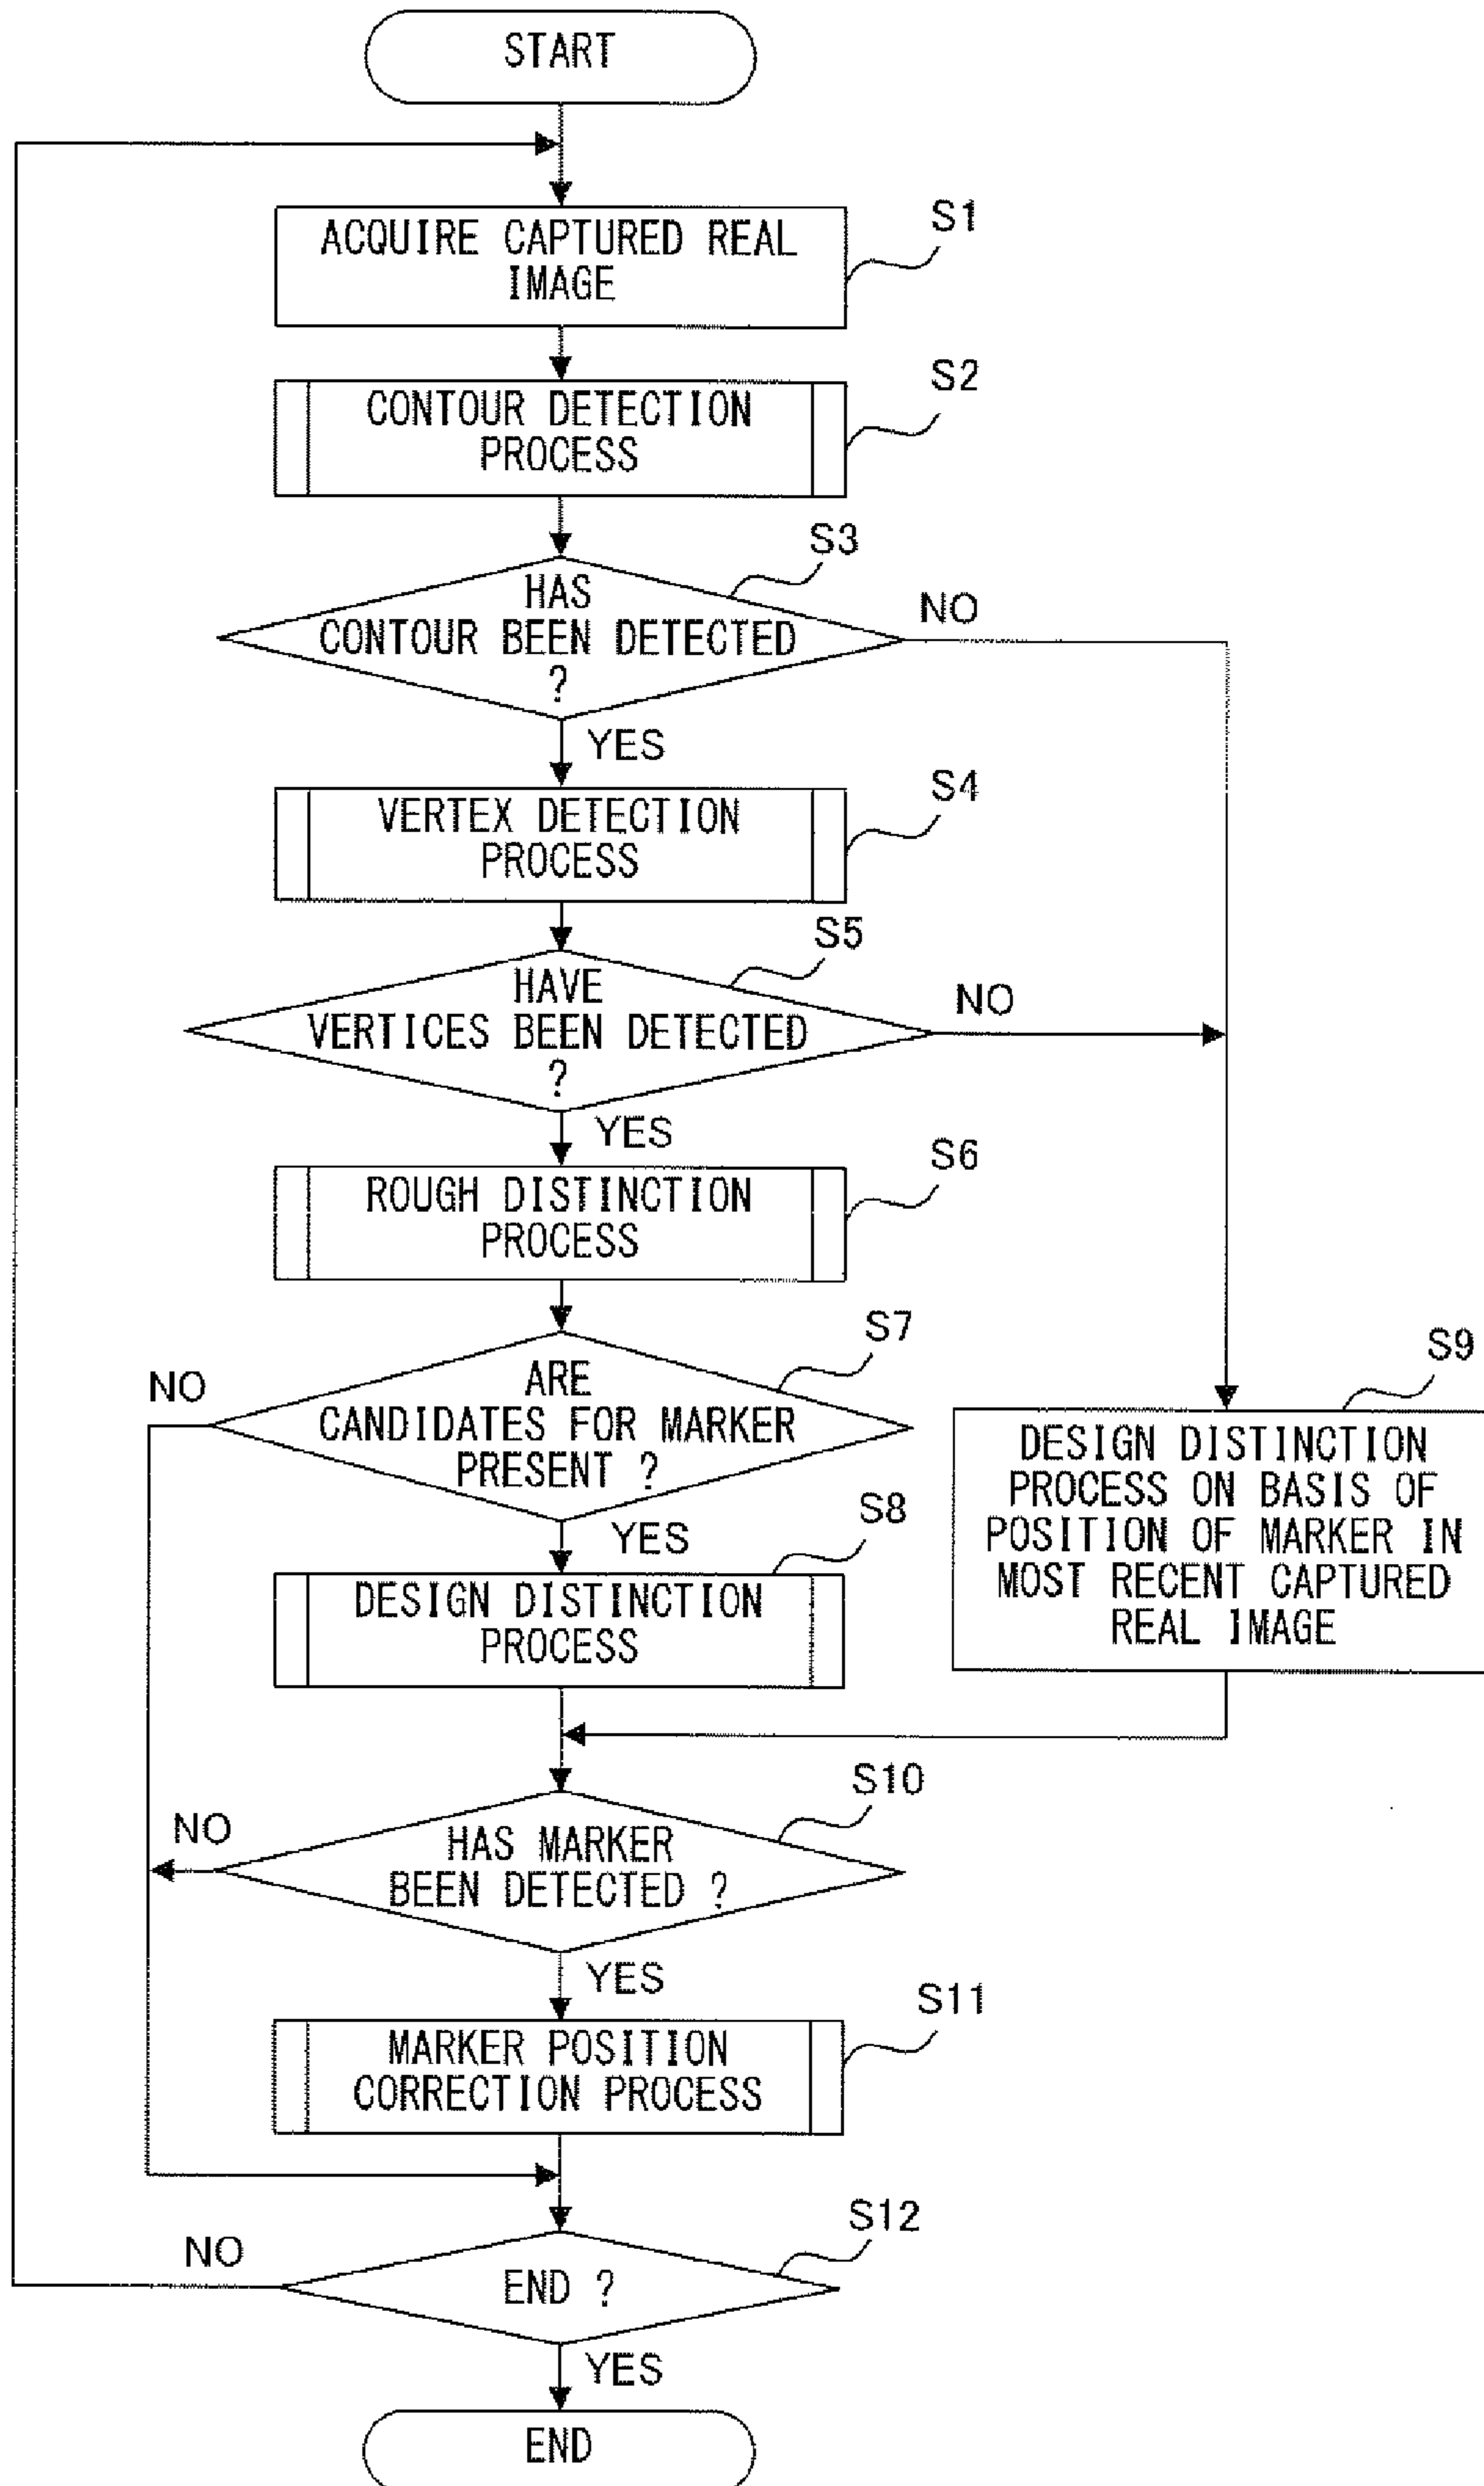 START
ACQUIRE CAPTURED REAL
IMAGE
S1
CONTOUR DETECTION
PROCESS
S2
HAS
CONTOUR BEEN DETECTED
?
S3
NO
YES
VERTEX DETECTION
PROCESS
S4
HAVE
VERTICES BEEN DETECTED
?
S5
NO
YES
ROUGH DISTINCTION
PROCESS
S6
ARE
CANDIDATES FOR MARKER
PRESENT ?
S7
NO
YES
DESIGN DISTINCTION
PROCESS
S8
DESIGN DISTINCTION
PROCESS ON BASIS OF
POSITION OF MARKER IN
MOST RECENT CAPTURED
REAL IMAGE
S9
HAS MARKER
BEEN DETECTED ?
S10
NO
YES
MARKER POSITION
CORRECTION PROCESS
S11
END ?
S12
NO
YES
END